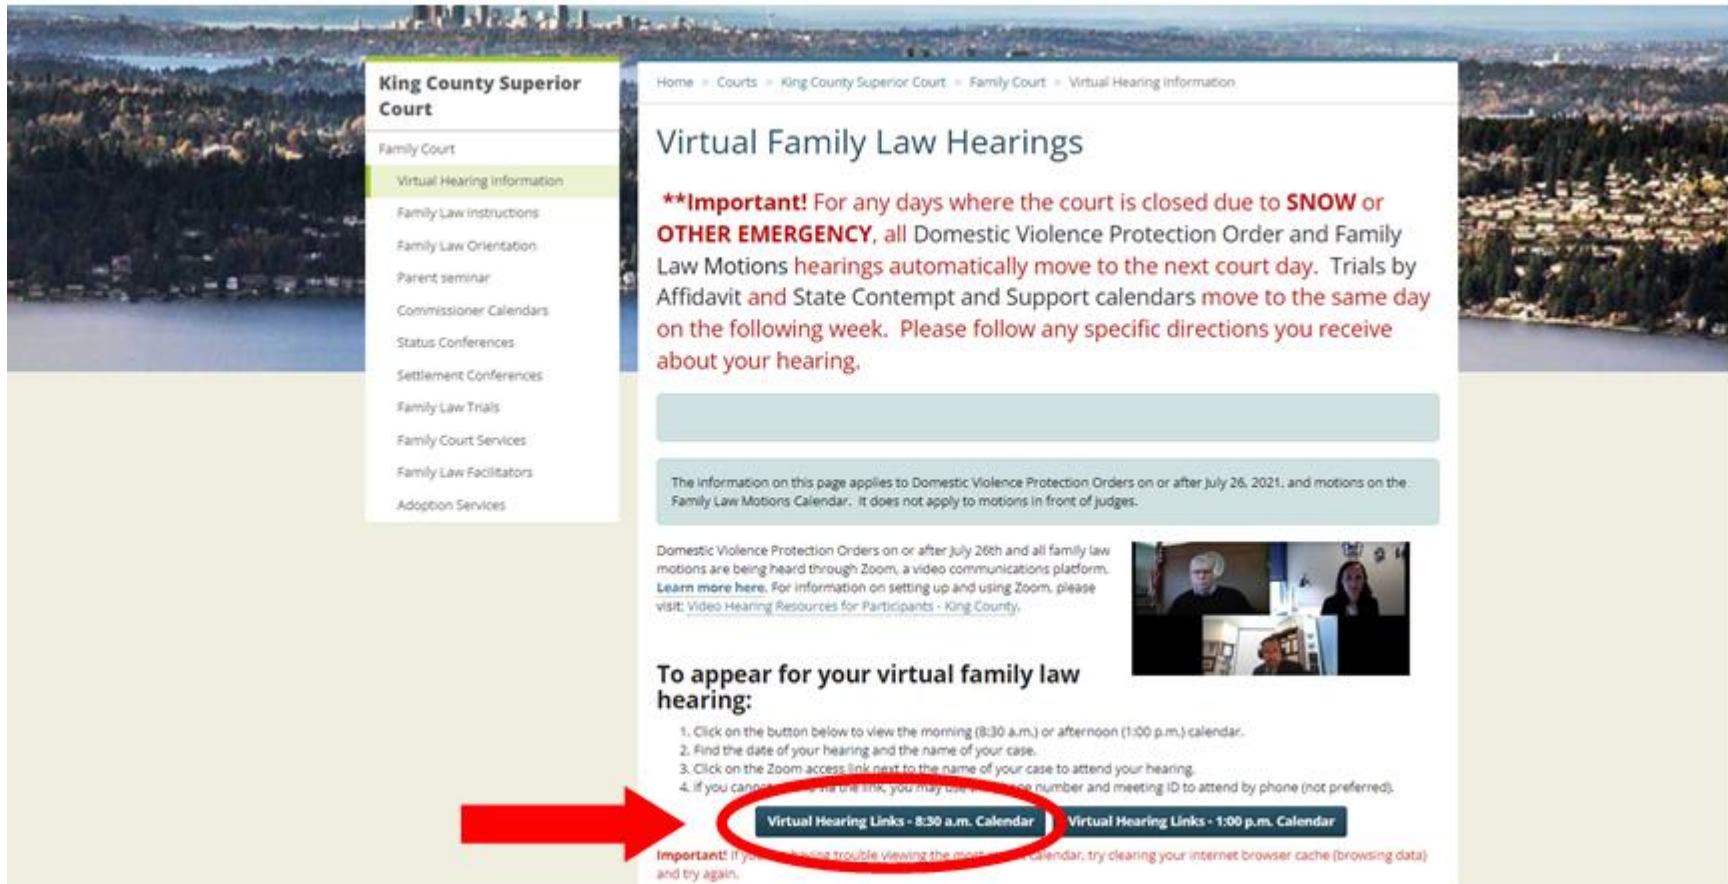 King County Superior
Court
Family Court
Virtual Hearing Information
Family Law Instructions
Family Law Orientation
Parent seminar
Commissioner Calendars
Status Conferences
Settlement Conferences
Family Law Trials
Family Court Services
Family Law Facilitators
Adoption Services
Home » Courts » King County Superior Court » Family Court » Virtual Hearing Information
Virtual Family Law Hearings
**Important! For any days where the court is closed due to SNOW or
OTHER EMERGENCY, all Domestic Violence Protection Order and Family
Law Motions hearings automatically move to the next court day. Trials by
Affidavit and State Contempt and Support calendars move to the same day
on the following week. Please follow any specific directions you receive
about your hearing.
The information on this page applies to Domestic Violence Protection Orders on or after July 26, 2021, and motions on the
Family Law Motions Calendar. It does not apply to motions in front of judges.
Domestic Violence Protection Orders on or after July 26th and all family law
motions are being heard through Zoom, a video communications platform.
Learn more here. For information on setting up and using Zoom, please
visit: Video Hearing Resources for Participants - King County.
To appear for your virtual family law
hearing:
1. Click on the button below to view the morning (8:30 a.m.) or afternoon (1:00 p.m.) calendar.
2. Find the date of your hearing and the name of your case.
3. Click on the Zoom access link next to the name of your case to attend your hearing.
4. If you cannot via the link, you may use number and meeting ID to attend by phone (not preferred).
Virtual Hearing Links - 8:30 a.m. Calendar
Virtual Hearing Links - 1:00 p.m. Calendar
Important! If having trouble viewing the most calendar, try clearing your internet browser cache (browsing data)
and try again.